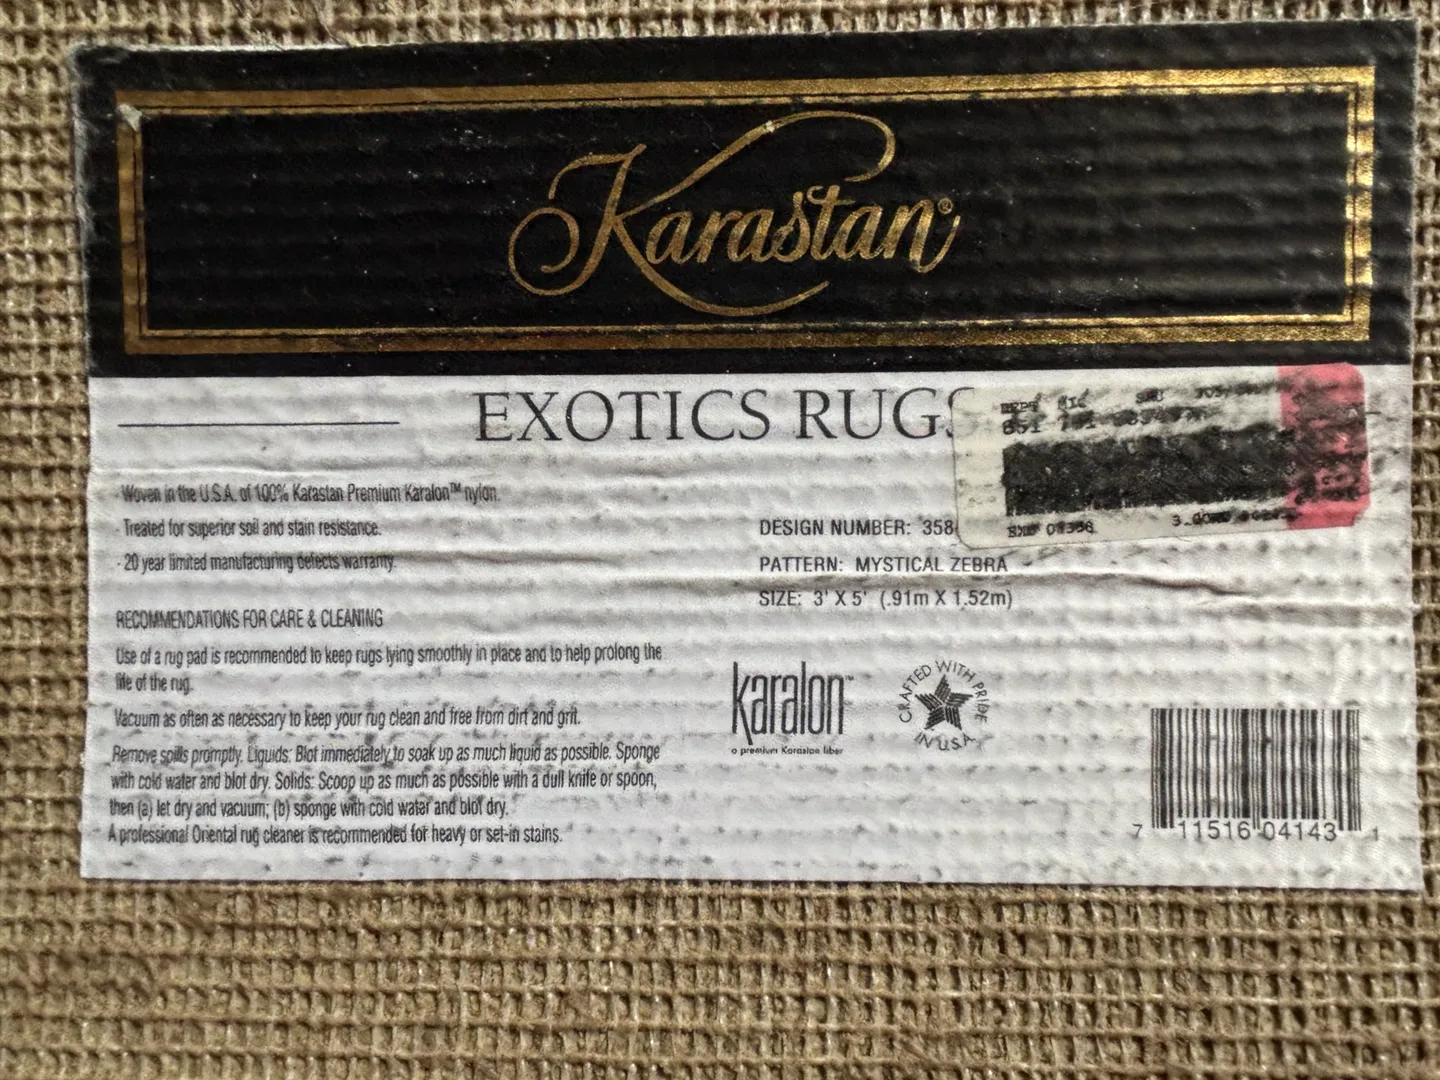 Karastan®
EXOTICS RUGS
Woven in the U.S.A. of 100% Karastan Premium Karalon™ nylon.
· Treated for superior soil and stain resistance.
· 20 year limited manufacturing defects warranty.
RECOMMENDATIONS FOR CARE & CLEANING
Use of a rug pad is recommended to keep rugs lying smoothly in place and to help prolong the
life of the rug.
Vacuum as often as necessary to keep your rug clean and free from dirt and grit.
Remove spills promptly. Liquids: Blot immediately to soak up as much liquid as possible. Sponge
with cold water and blot dry. Solids: Scoop up as much as possible with a dull knife or spoon,
then (a) let dry and vacuum; (b) sponge with cold water and blot dry.
A professional Oriental rug cleaner is recommended for heavy or set-in stains.
DEPT
651
DESIGN NUMBER: 358
PATTERN: MYSTICAL ZEBRA
SIZE: 3' X 5' (.91m X 1.52m)
karalon™
a premium Karastan fiber
CRAFTED WITH PRIDE
IN U.S.A.
7 11516 04143 1